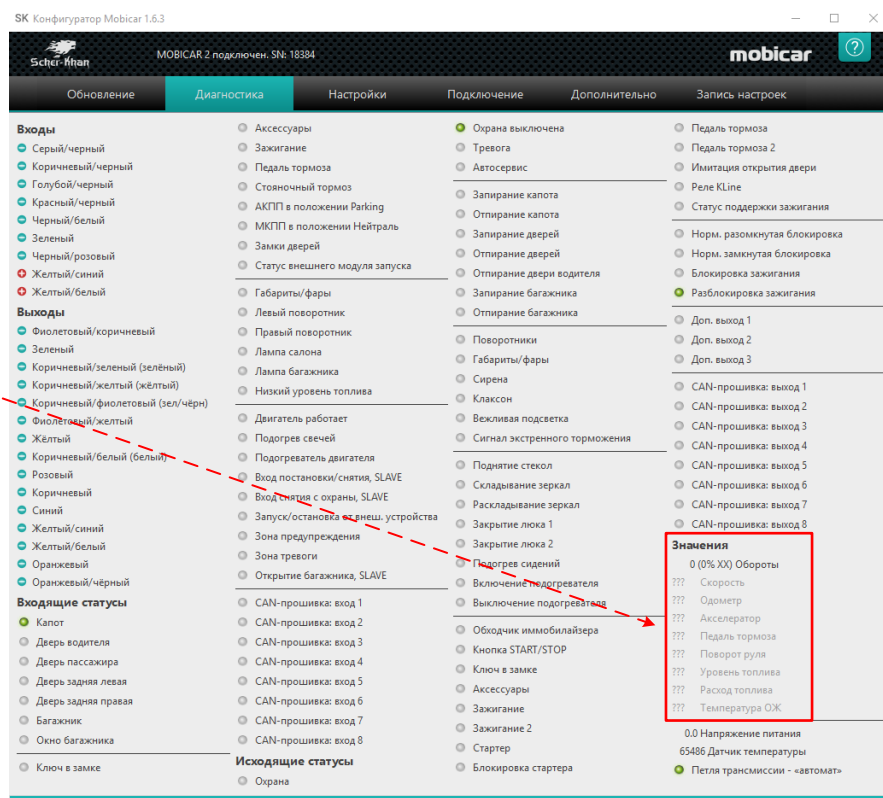 SK Конфигуратор Mobicar 1.6.3
Scher-Khan
MOBICAR 2 подключен. SN: 18384
mobicar
?
Обновление
Диагностика
Настройки
Подключение
Дополнительно
Запись настроек
Входы
Серый/черный
Коричневый/черный
Голубой/черный
Красный/черный
Черный/белый
Зеленый
Черный/розовый
Желтый/синий
Желтый/белый
Выходы
Фиолетовый/коричневый
Зеленый
Коричневый/зеленый (зелёный)
Коричневый/желтый (жёлтый)
Коричневый/фиолетовый (зел/чёрн)
Фиолетовый/желтый
Жёлтый
Коричневый/белый (белый)
Розовый
Коричневый
Синий
Желтый/синий
Желтый/белый
Оранжевый
Оранжевый/чёрный
Входящие статусы
Капот
Дверь водителя
Дверь пассажира
Дверь задняя левая
Дверь задняя правая
Багажник
Окно багажника
Ключ в замке
Аксессуары
Зажигание
Педаль тормоза
Стояночный тормоз
АКПП в положении Parking
МКПП в положении Нейтраль
Замки дверей
Статус внешнего модуля запуска
Габариты/фары
Левый поворотник
Правый поворотник
Лампа салона
Лампа багажника
Низкий уровень топлива
Двигатель работает
Подогрев свечей
Подогреватель двигателя
Вход постановки/снятия, SLAVE
Вход снятия с охраны, SLAVE
Запуск/остановка от внеш. устройства
Зона предупреждения
Зона тревоги
Открытие багажника, SLAVE
CAN-прошивка: вход 1
CAN-прошивка: вход 2
CAN-прошивка: вход 3
CAN-прошивка: вход 4
CAN-прошивка: вход 5
CAN-прошивка: вход 6
CAN-прошивка: вход 7
CAN-прошивка: вход 8
Исходящие статусы
Охрана
Охрана выключена
Тревога
Автосервис
Запирание капота
Отпирание капота
Запирание дверей
Отпирание дверей
Отпирание двери водителя
Запирание багажника
Отпирание багажника
Поворотники
Габариты/фары
Сирена
Клаксон
Вежливая подсветка
Сигнал экстренного торможения
Поднятие стекол
Складывание зеркал
Раскладывание зеркал
Закрытие люка 1
Закрытие люка 2
Подогрев сидений
Включение подогревателя
Выключение подогревателя
Обходчик иммобилайзера
Кнопка START/STOP
Ключ в замке
Аксессуары
Зажигание
Зажигание 2
Стартер
Блокировка стартера
Педаль тормоза
Педаль тормоза 2
Имитация открытия двери
Реле KLine
Статус поддержки зажигания
Норм. разомкнутая блокировка
Норм. замкнутая блокировка
Блокировка зажигания
Разблокировка зажигания
Доп. выход 1
Доп. выход 2
Доп. выход 3
CAN-прошивка: выход 1
CAN-прошивка: выход 2
CAN-прошивка: выход 3
CAN-прошивка: выход 4
CAN-прошивка: выход 5
CAN-прошивка: выход 6
CAN-прошивка: выход 7
CAN-прошивка: выход 8
Значения
0 (0% XX) Обороты
??? Скорость
??? Одометр
??? Акселератор
??? Педаль тормоза
??? Поворот руля
??? Уровень топлива
??? Расход топлива
??? Температура ОЖ
0.0 Напряжение питания
65486 Датчик температуры
Петля трансмиссии - «автомат»